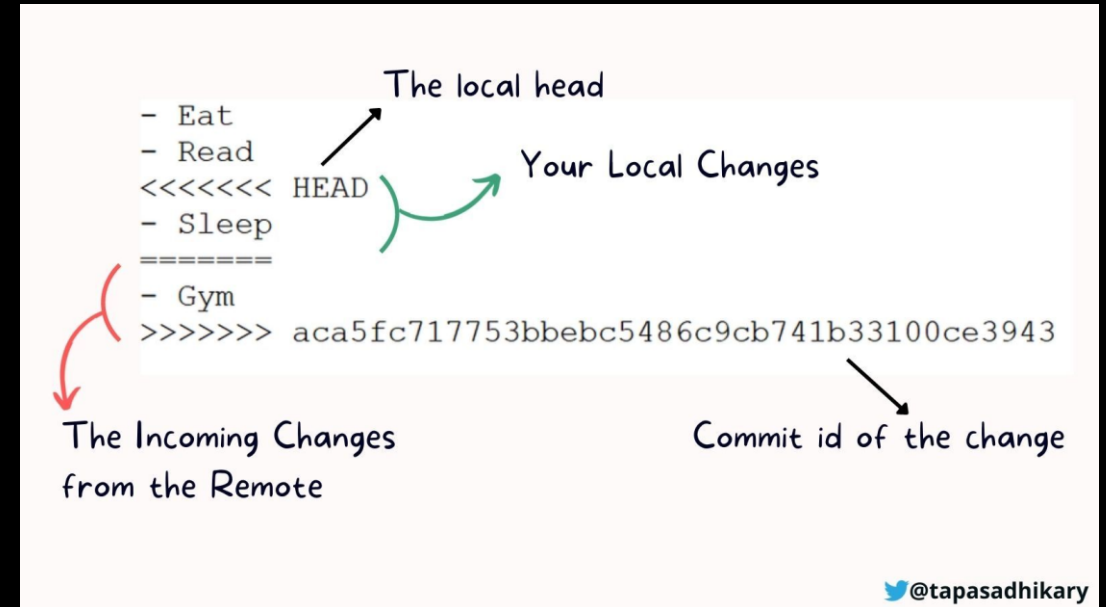 The local head
- Eat
- Read
Your Local Changes
<<<<<<< HEAD
- Sleep
=======
- Gym
>>>>>>> aca5fc717753bbebc5486c9cb741b33100ce3943
The Incoming Changes
from the Remote
Commit id of the change
@tapasadhikary